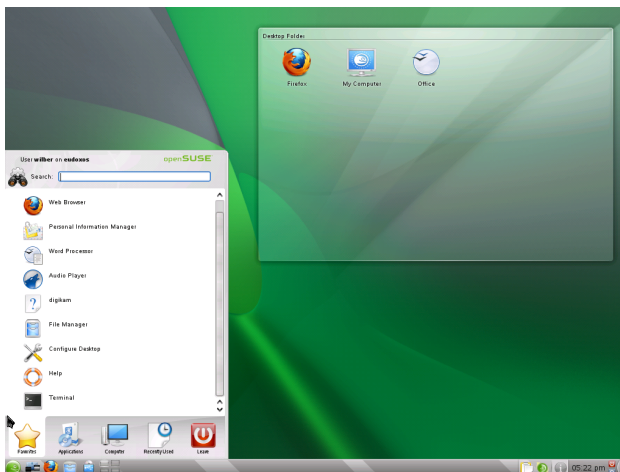 Desktop Folder
Firefox
My Computer
Office
User wilber on eudoxos
openSUSE
Search:
Web Browser
Personal Information Manager
Word Processor
Audio Player
digikam
File Manager
Configure Desktop
Help
Terminal
Favorites
Applications
Computer
Recently Used
Leave
05:22 pm